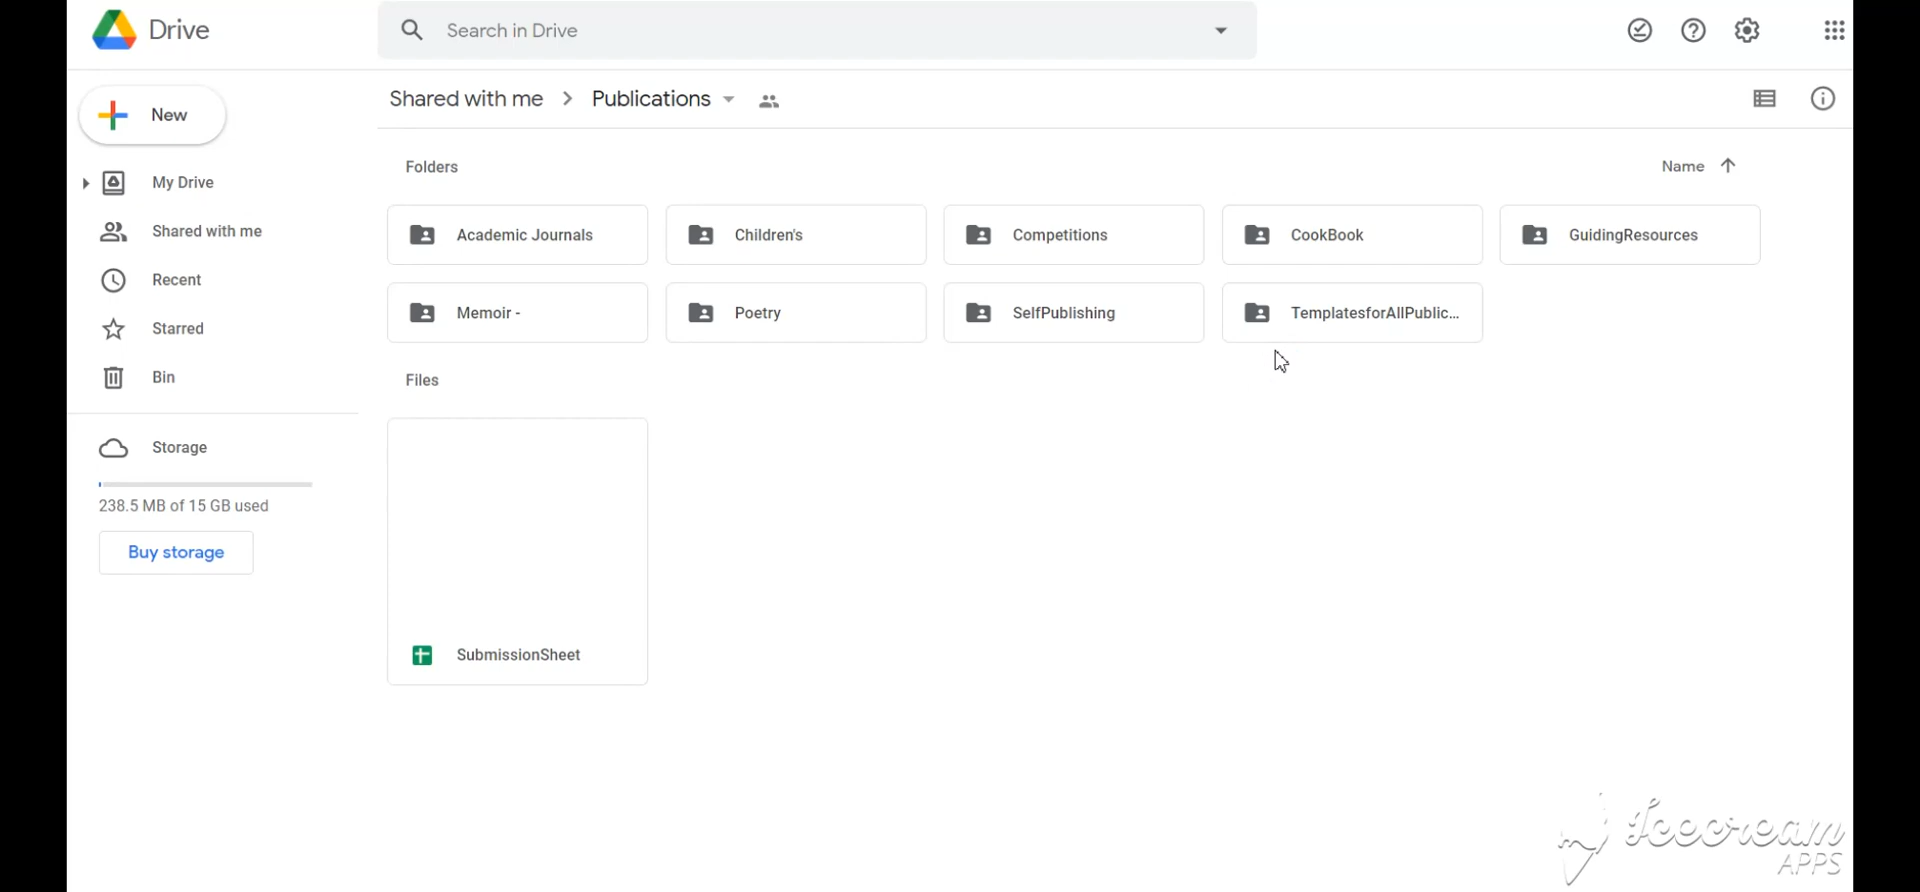 Drive
Search in Drive
New
Shared with me > Publications
My Drive
Shared with me
Recent
Starred
Bin
Storage
238.5 MB of 15 GB used
Buy storage
Folders
Name
Academic Journals
Children's
Competitions
CookBook
GuidingResources
Memoir -
Poetry
SelfPublishing
TemplatesforAllPublic...
Files
SubmissionSheet
Icecream
APPS